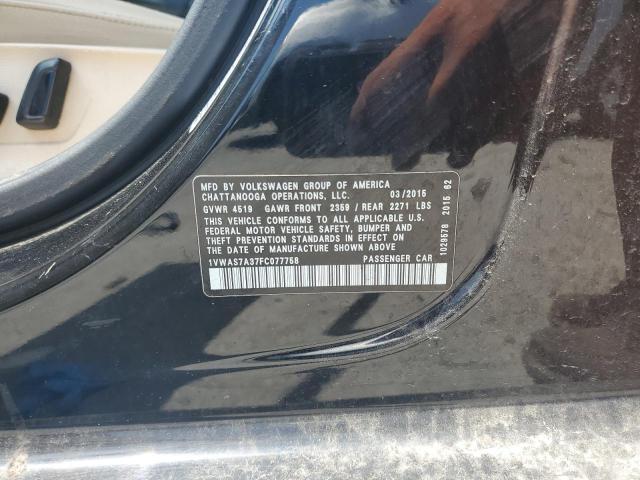 MFD BY VOLKSWAGEN GROUP OF AMERICA
CHATTANOOGA OPERATIONS, LLC. 03/2015
GVWR 4519 GAWR FRONT 2359 / REAR 2271 LBS
THIS VEHICLE CONFORMS TO ALL APPLICABLE U.S.
FEDERAL MOTOR VEHICLE SAFETY, BUMPER AND
THEFT PREVENTION STANDARDS IN EFFECT ON
THE DATE OF MANUFACTURE SHOWN ABOVE
1VWAS7A37FC077758 PASSENGER CAR
1029578 2015 62